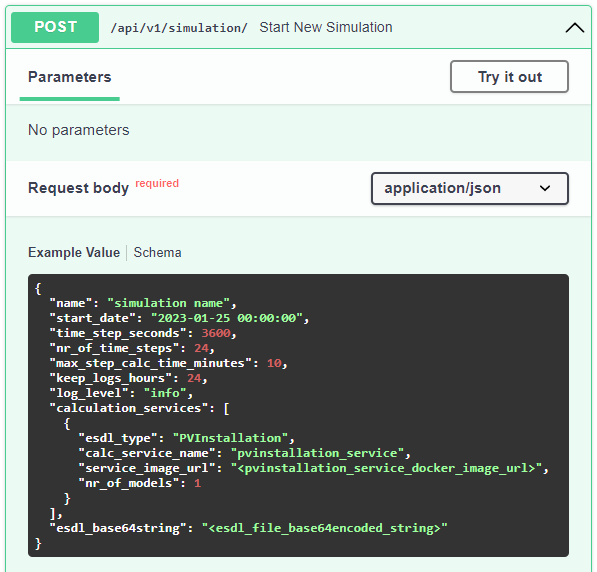 POST /api/v1/simulation/ Start New Simulation
Parameters Try it out
No parameters
Request body required application/json
Example Value Schema
{
  "name": "simulation name",
  "start_date": "2023-01-25 00:00:00",
  "time_step_seconds": 3600,
  "nr_of_time_steps": 24,
  "max_step_calc_time_minutes": 10,
  "keep_logs_hours": 24,
  "log_level": "info",
  "calculation_services": [
    {
      "esdl_type": "PVInstallation",
      "calc_service_name": "pvinstallation_service",
      "service_image_url": "<pvinstallation_service_docker_image_url>",
      "nr_of_models": 1
    }
  ],
  "esdl_base64string": "<esdl_file_base64encoded_string>"
}